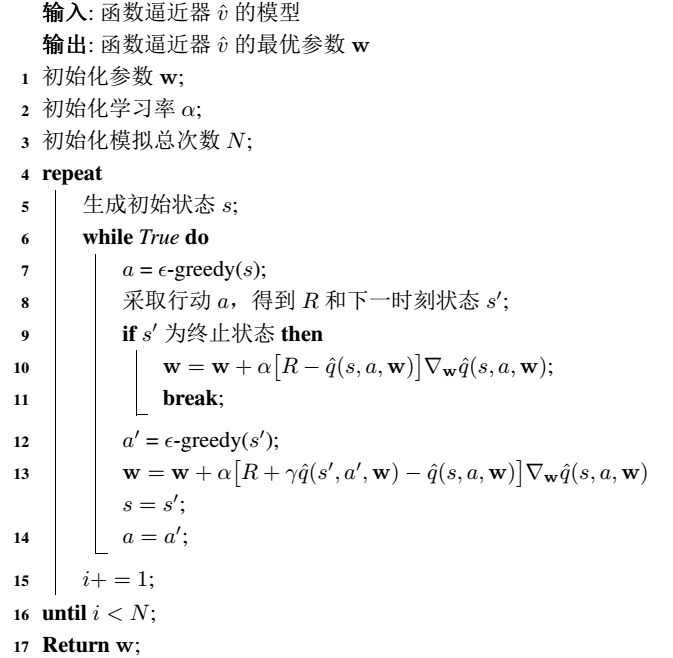 输入: 函数逼近器 v̂ 的模型
输出: 函数逼近器 v̂ 的最优参数 w
1 初始化参数 w;
2 初始化学习率 α;
3 初始化模拟总次数 N;
4 repeat
5 生成初始状态 s;
6 while True do
7 a = ϵ-greedy(s);
8 采取行动 a，得到 R 和下一时刻状态 s′;
9 if s′ 为终止状态 then
10 w = w + α[R − q̂(s, a, w)]∇w q̂(s, a, w);
11 break;
12 a′ = ϵ-greedy(s′);
13 w = w + α[R + γq̂(s′, a′, w) − q̂(s, a, w)]∇w q̂(s, a, w)
s = s′;
14 a = a′;
15 i+ = 1;
16 until i < N;
17 Return w;